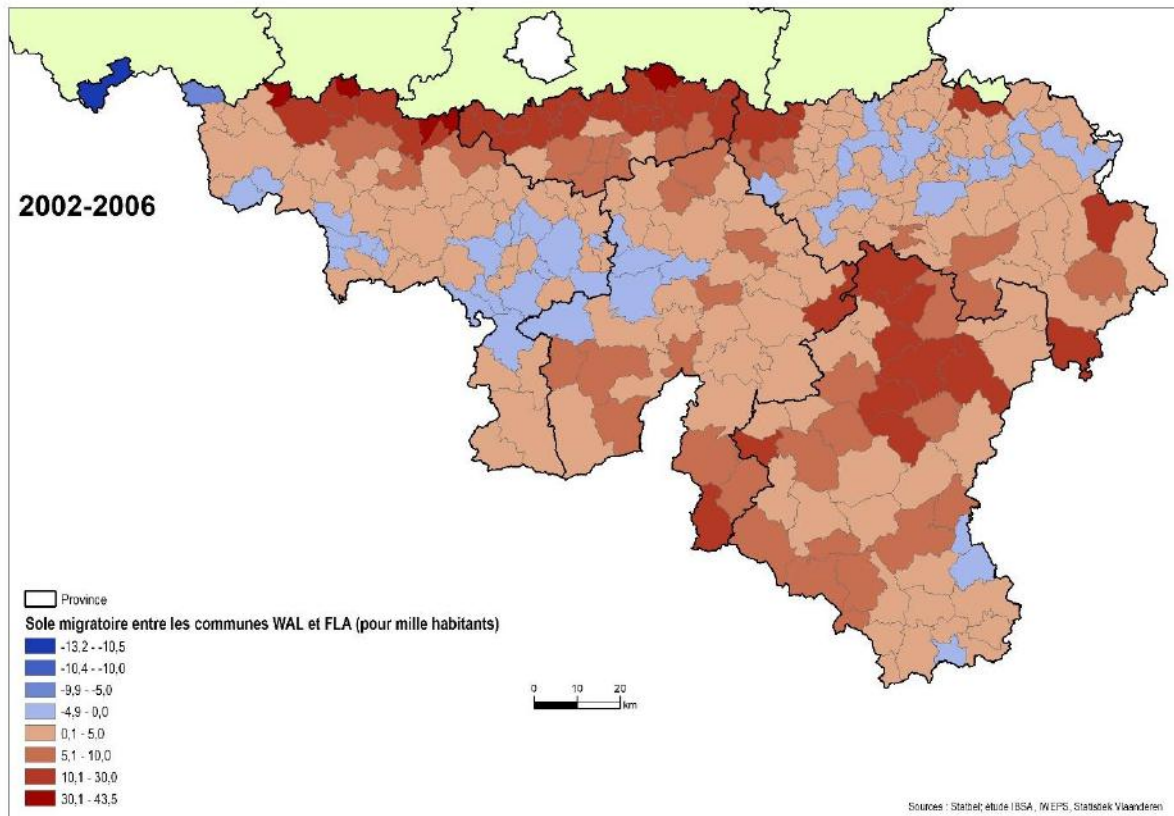 2002-2006
Province
Sole migratoire entre les communes WAL et FLA (pour mille habitants)
-13,2 - -10,5
-10,4 - -10,0
-9,9 - -5,0
-4,9 - 0,0
0,1 - 5,0
5,1 - 10,0
10,1 - 30,0
30,1 - 43,5
0 10 20
km
Sources : Statbel; étude IBSA, IWEPS, Statistiek Vlaanderen